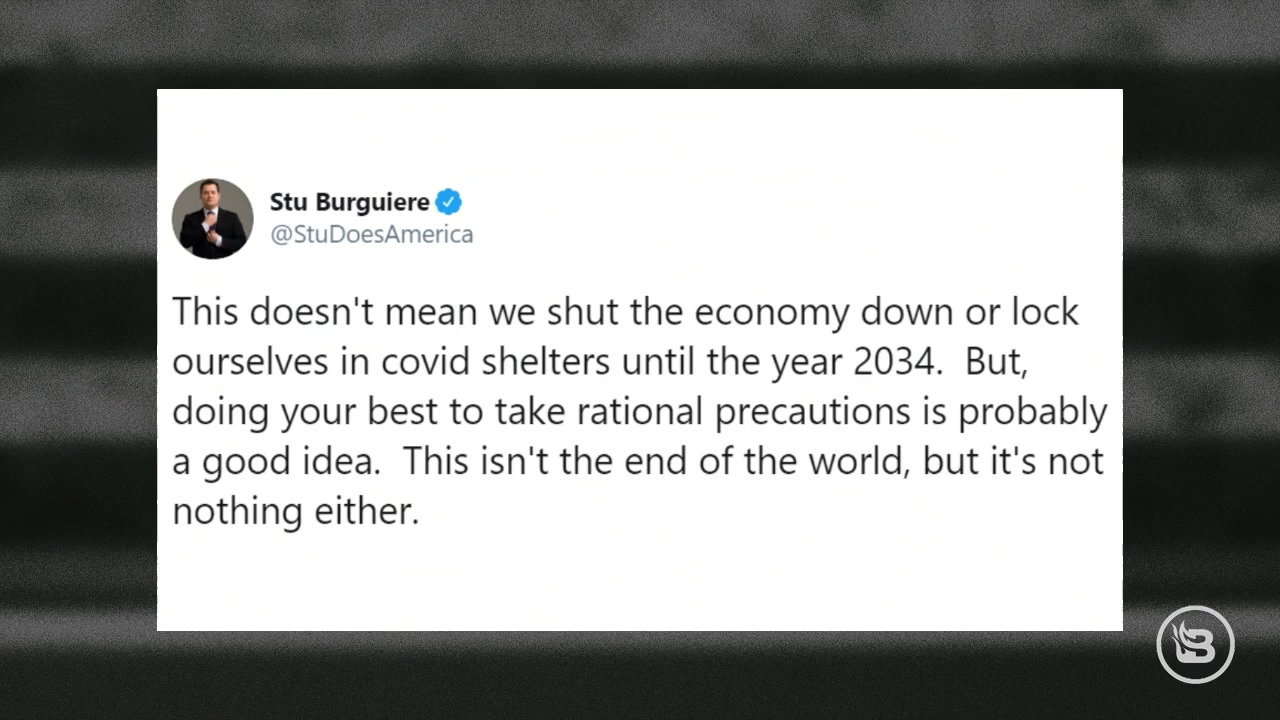 Stu Burguiere
@StuDoesAmerica
This doesn't mean we shut the economy down or lock
ourselves in covid shelters until the year 2034.  But,
doing your best to take rational precautions is probably
a good idea.  This isn't the end of the world, but it's not
nothing either.
B